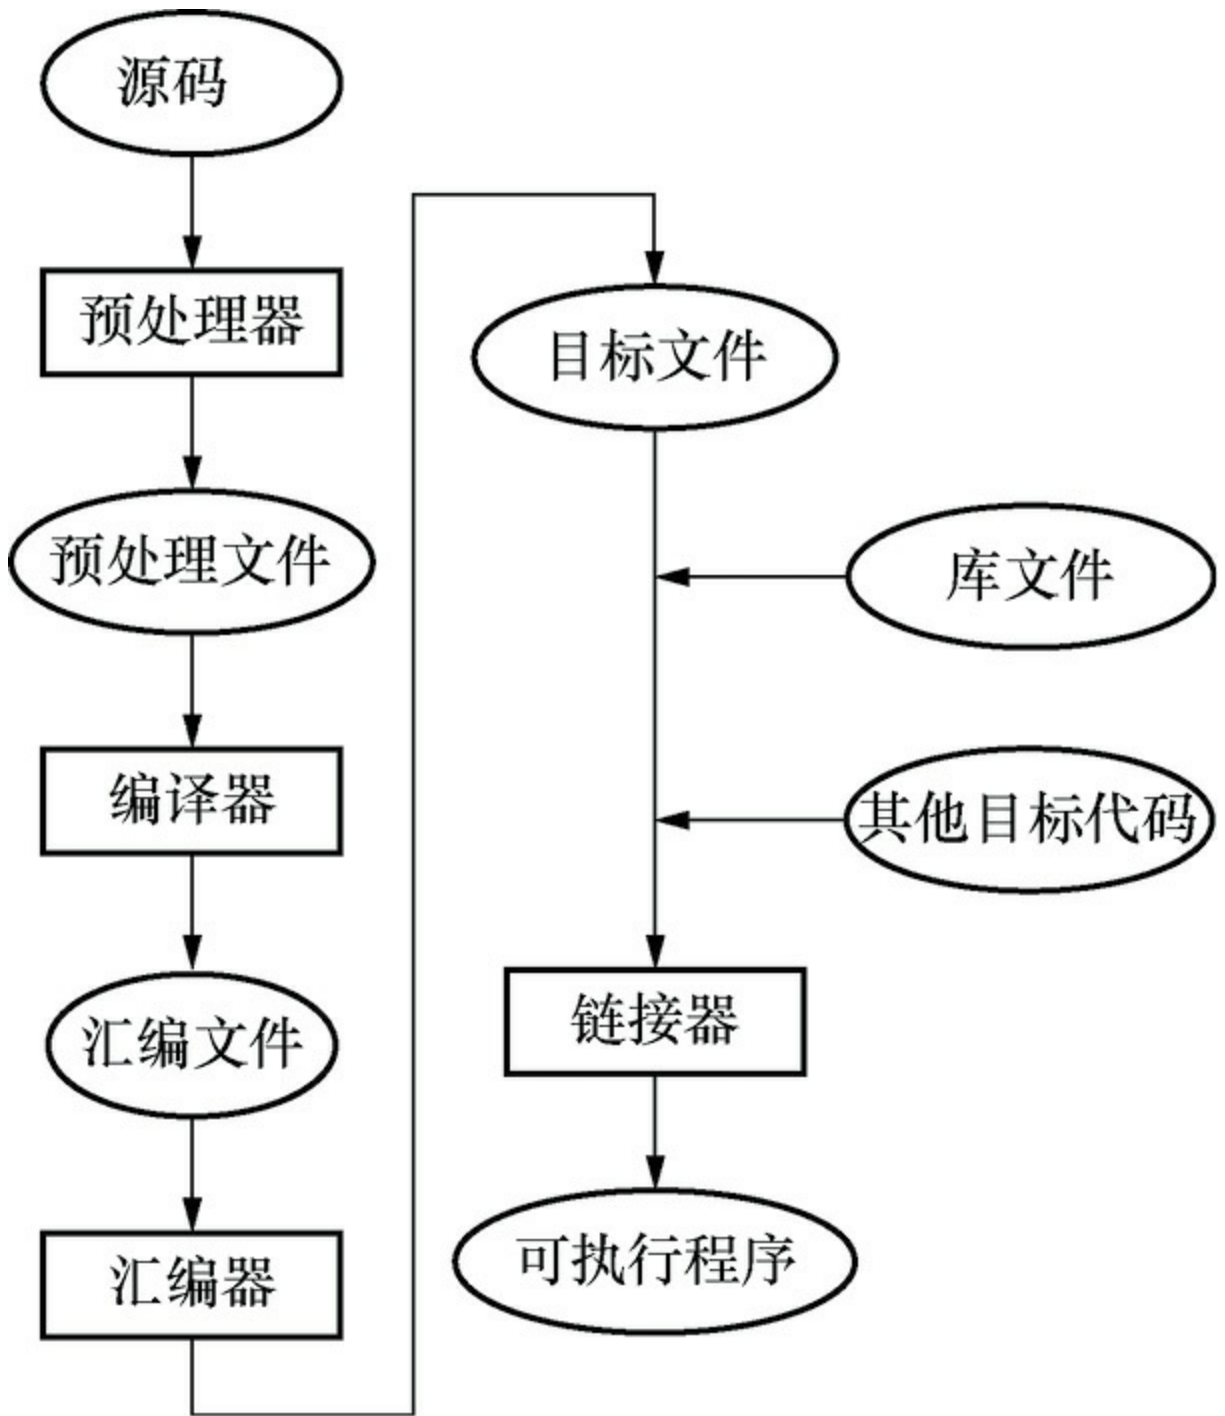 源码
预处理器
预处理文件
编译器
汇编文件
汇编器
目标文件
库文件
其他目标代码
链接器
可执行程序